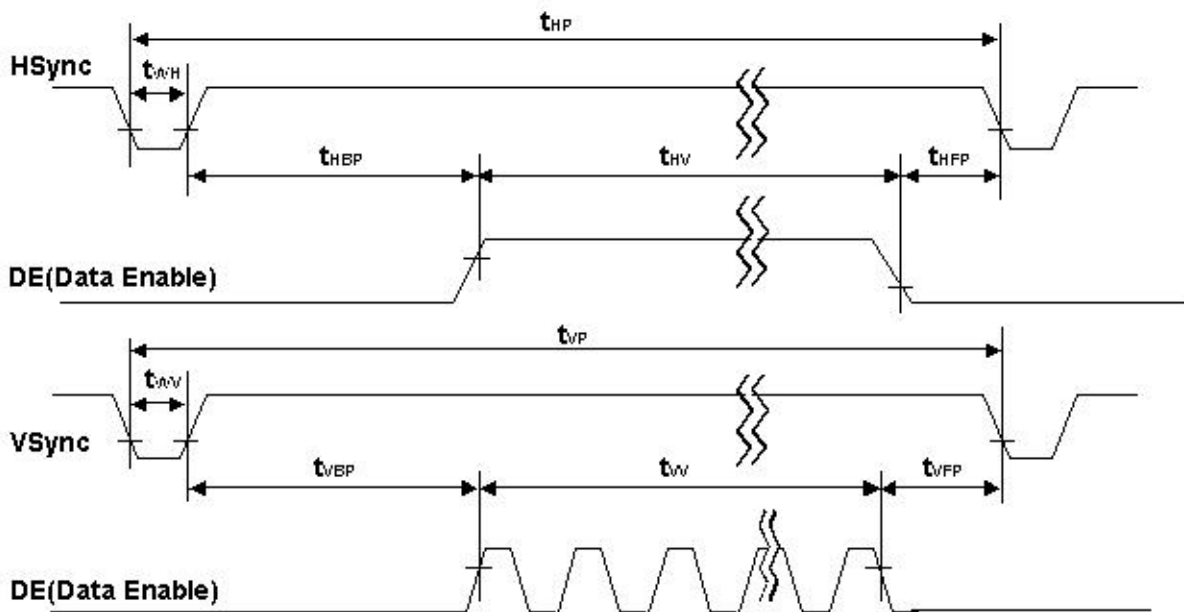 tHP
HSync
tWH
tHBP tHV tHFP
DE(Data Enable)
tVP
tWV
VSync
tVBP tVV tVFP
DE(Data Enable)